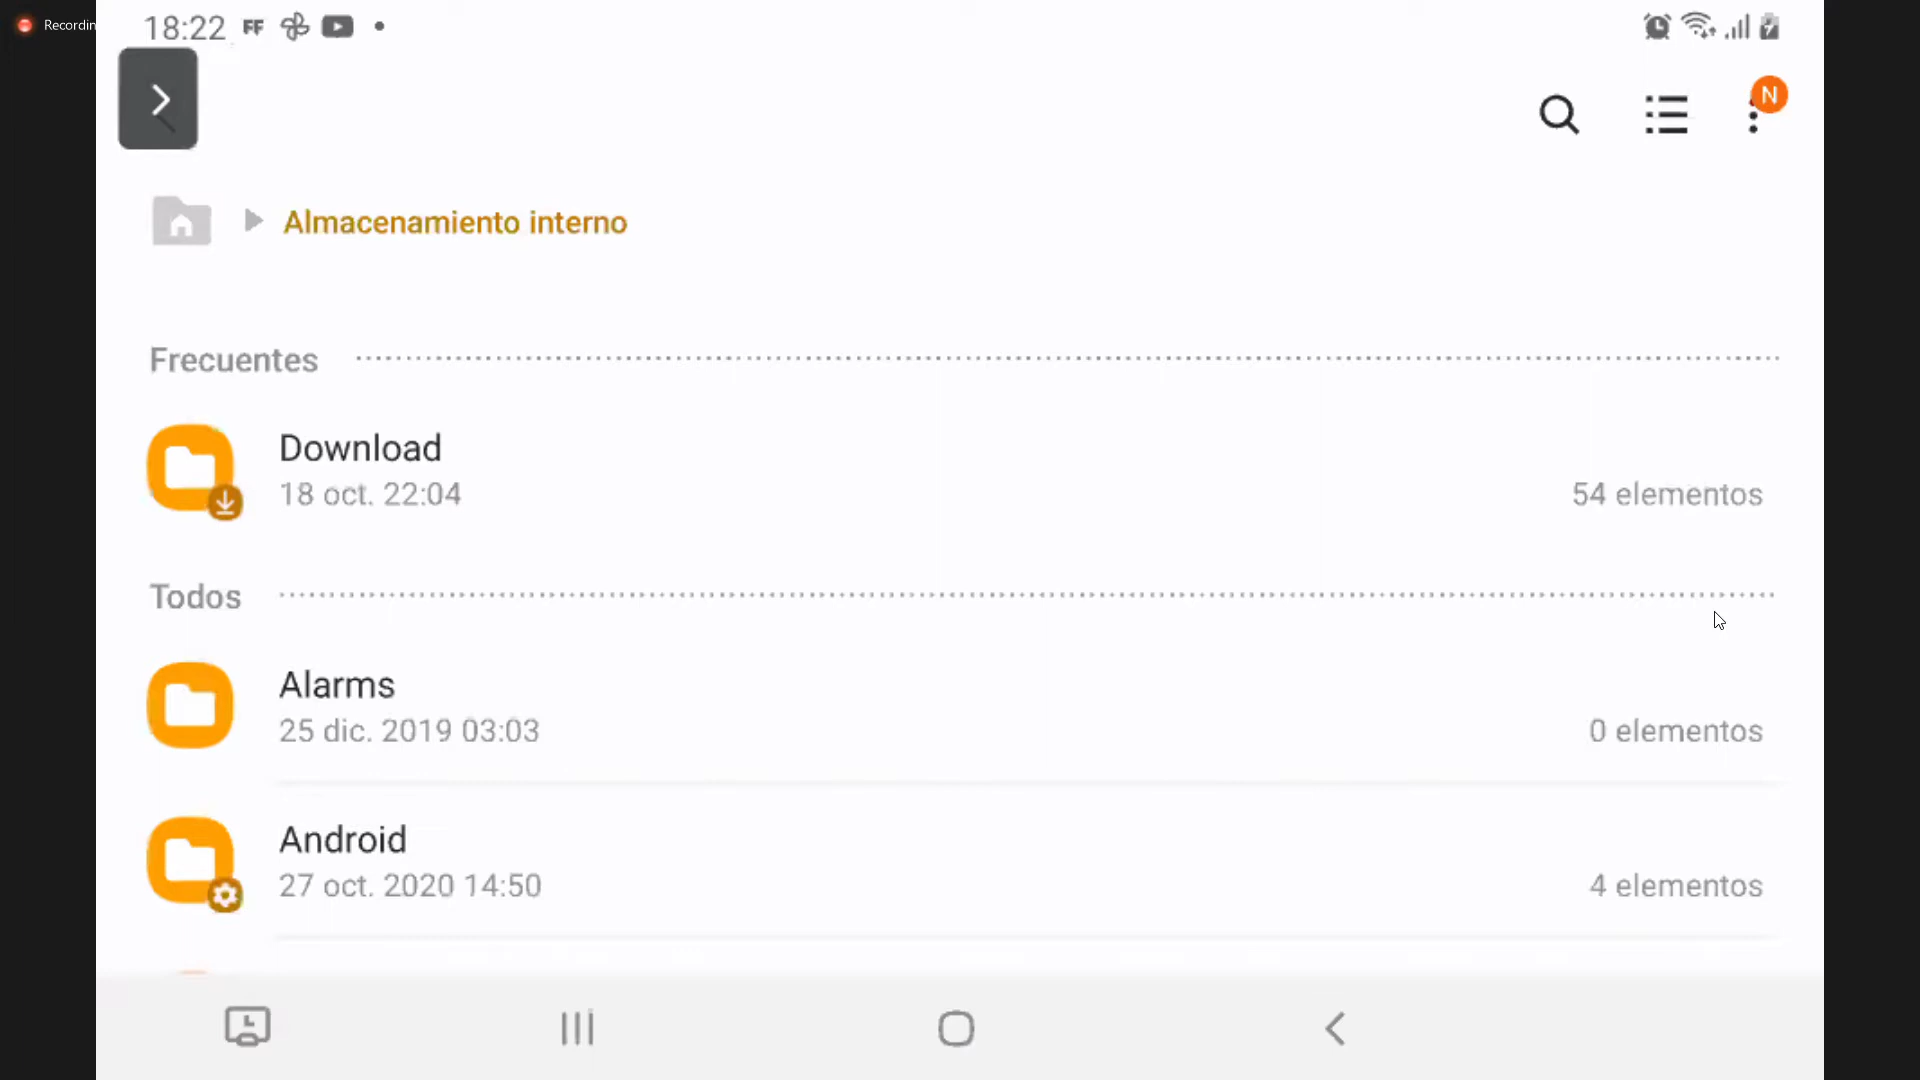 Recordin
18:22 FF
N
Almacenamiento interno
Frecuentes
Download
18 oct. 22:04
54 elementos
Todos
Alarms
25 dic. 2019 03:03
0 elementos
Android
27 oct. 2020 14:50
4 elementos